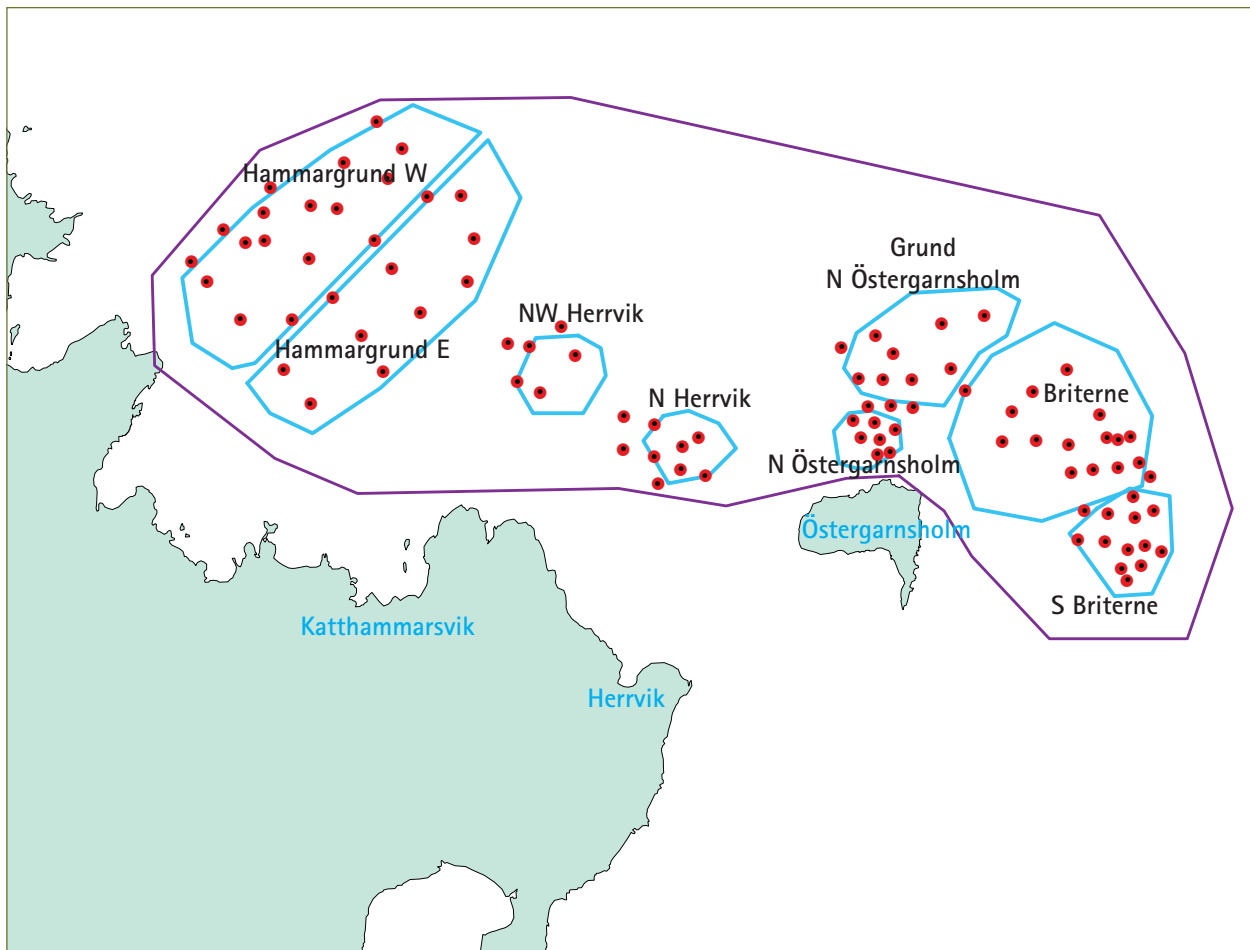 Hammargrund W
Grund
N Östergarnsholm
NW Herrvik
Hammargrund E
Briterne
N Herrvik
N Östergarnsholm
Östergarnsholm
S Briterne
Katthammarsvik
Herrvik